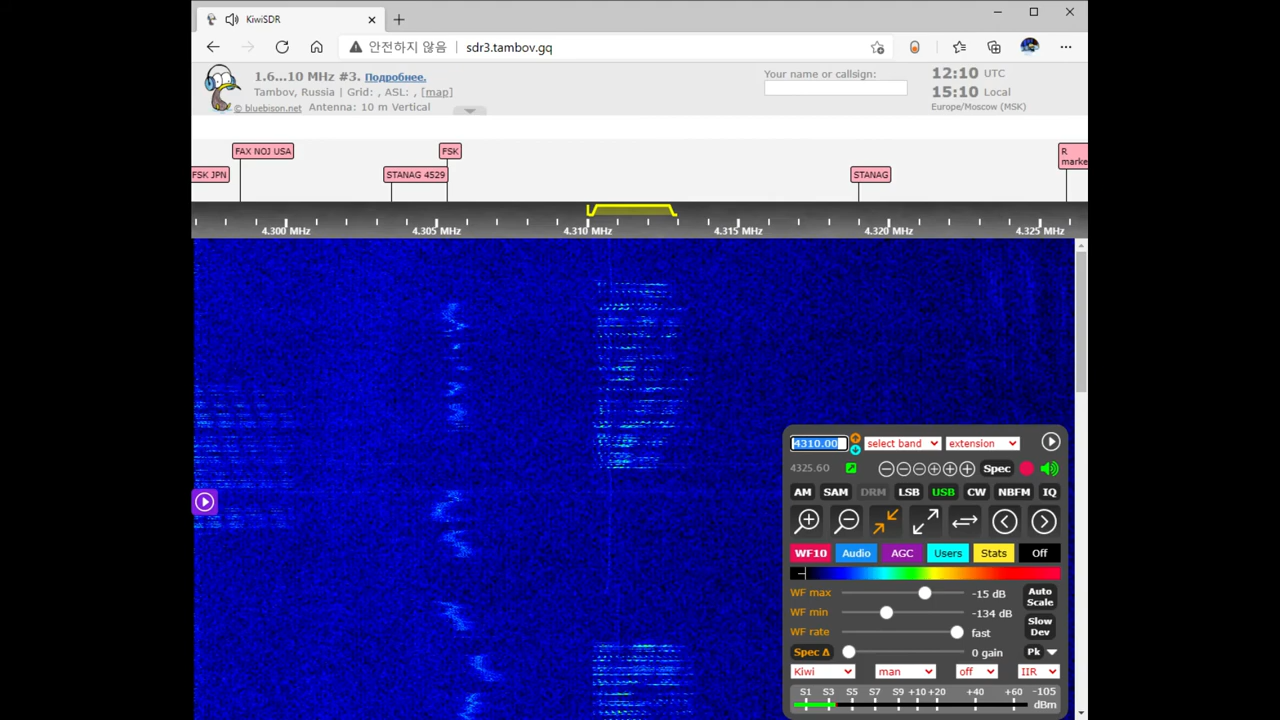 KiwiSDR
안전하지 않음 sdr3.tambov.gq
1.6...10 MHz #3. Подробнее.
Tambov, Russia | Grid: , ASL: , [map]
© bluebison.net Antenna: 10 m Vertical
Your name or callsign:
12:10 UTC
15:10 Local
Europe/Moscow (MSK)
FAX NOJ USA
FSK
R
marke
FSK JPN
STANAG 4529
STANAG
4.300 MHz 4.305 MHz 4.310 MHz 4.315 MHz 4.320 MHz 4.325 MHz
4310.00 select band extension
4325.60 Spec
AM SAM DRM LSB USB CW NBFM IQ
WF10 Audio AGC Users Stats Off
WF max -15 dB Auto Scale
WF min -134 dB
WF rate fast Slow Dev
Spec Δ 0 gain Pk
Kiwi man off IIR
S1 S3 S5 S7 S9 +10 +20 +40 +60 -105
dBm